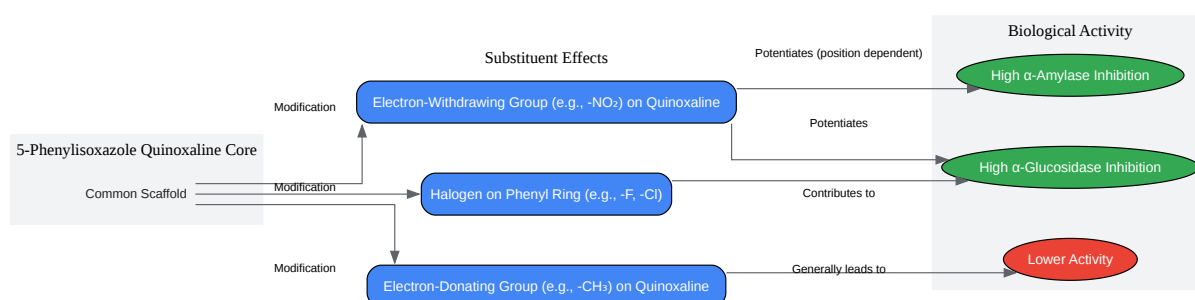 5-Phenylisoxazole Quinoxaline Core
Common Scaffold
Modification
Modification
Modification
Substituent Effects
Electron-Withdrawing Group (e.g., -NO₂) on Quinoxaline
Halogen on Phenyl Ring (e.g., -F, -Cl)
Electron-Donating Group (e.g., -CH₃) on Quinoxaline
Potentiates (position dependent)
Potentiates
Contributes to
Generally leads to
Biological Activity
High α-Amylase Inhibition
High α-Glucosidase Inhibition
Lower Activity